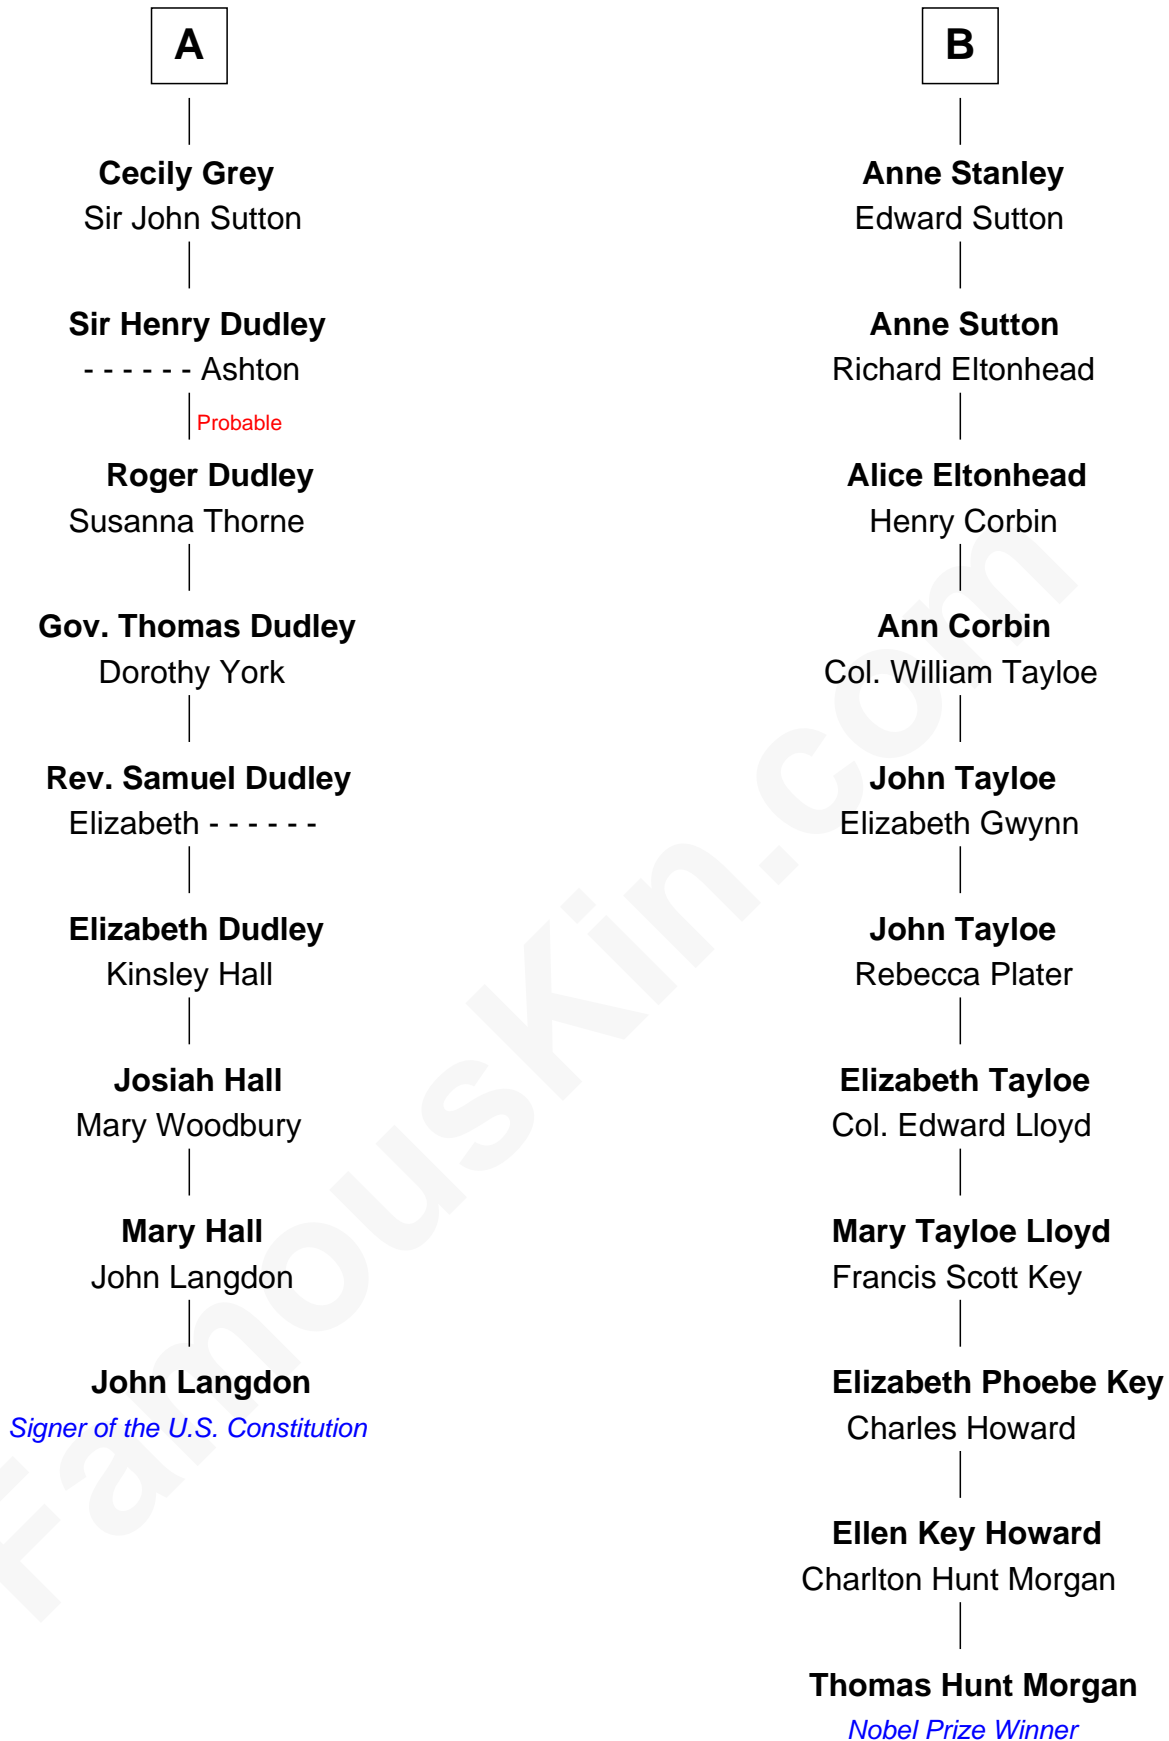 A
Cecily Grey
Sir John Sutton
Sir Henry Dudley
- - - - - - Ashton
Probable
Roger Dudley
Susanna Thorne
Gov. Thomas Dudley
Dorothy York
Rev. Samuel Dudley
Elizabeth - - - - - -
Elizabeth Dudley
Kinsley Hall
Josiah Hall
Mary Woodbury
Mary Hall
John Langdon
John Langdon
Signer of the U.S. Constitution
B
Anne Stanley
Edward Sutton
Anne Sutton
Richard Eltonhead
Alice Eltonhead
Henry Corbin
Ann Corbin
Col. William Tayloe
John Tayloe
Elizabeth Gwynn
John Tayloe
Rebecca Plater
Elizabeth Tayloe
Col. Edward Lloyd
Mary Tayloe Lloyd
Francis Scott Key
Elizabeth Phoebe Key
Charles Howard
Ellen Key Howard
Charlton Hunt Morgan
Thomas Hunt Morgan
Nobel Prize Winner
FamousKin.com